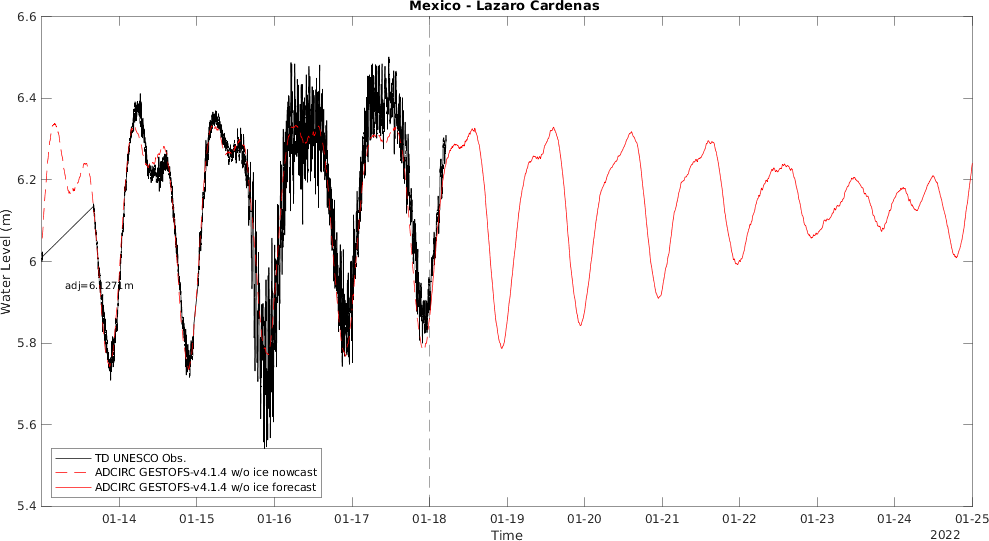 Mexico - Lazaro Cardenas
6.6
6.4
6.2
6
5.8
5.6
5.4
Water Level (m)
adj=6.1271m
TD UNESCO Obs.
ADCIRC GESTOFS-v4.1.4 w/o ice nowcast
ADCIRC GESTOFS-v4.1.4 w/o ice forecast
01-14 01-15 01-16 01-17 01-18 01-19 01-20 01-21 01-22 01-23 01-24 01-25
Time
2022